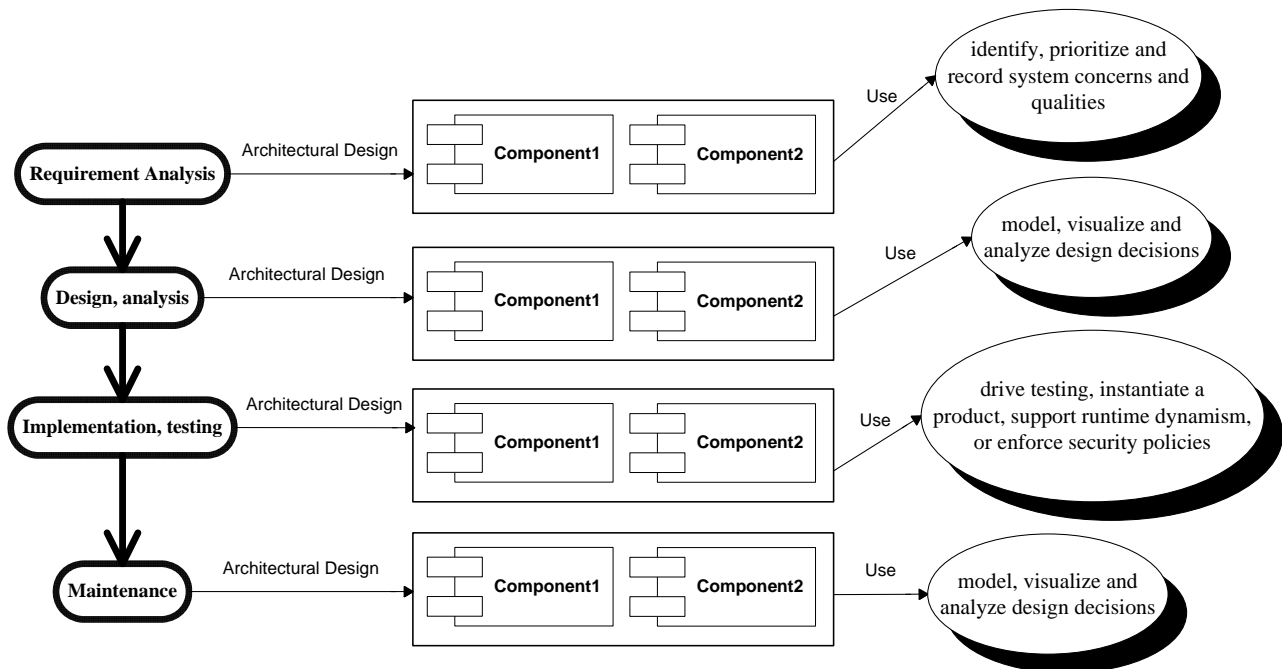 identify, prioritize and
record system concerns and
qualities
Use
Architectural Design
Component1
Component2
Requirement Analysis
model, visualize and
analyze design decisions
Use
Architectural Design
Component1
Component2
Design, analysis
drive testing, instantiate a
product, support runtime dynamism,
or enforce security policies
Use
Architectural Design
Component1
Component2
Implementation, testing
Use
Architectural Design
Component1
Component2
model, visualize and
analyze design decisions
Maintenance